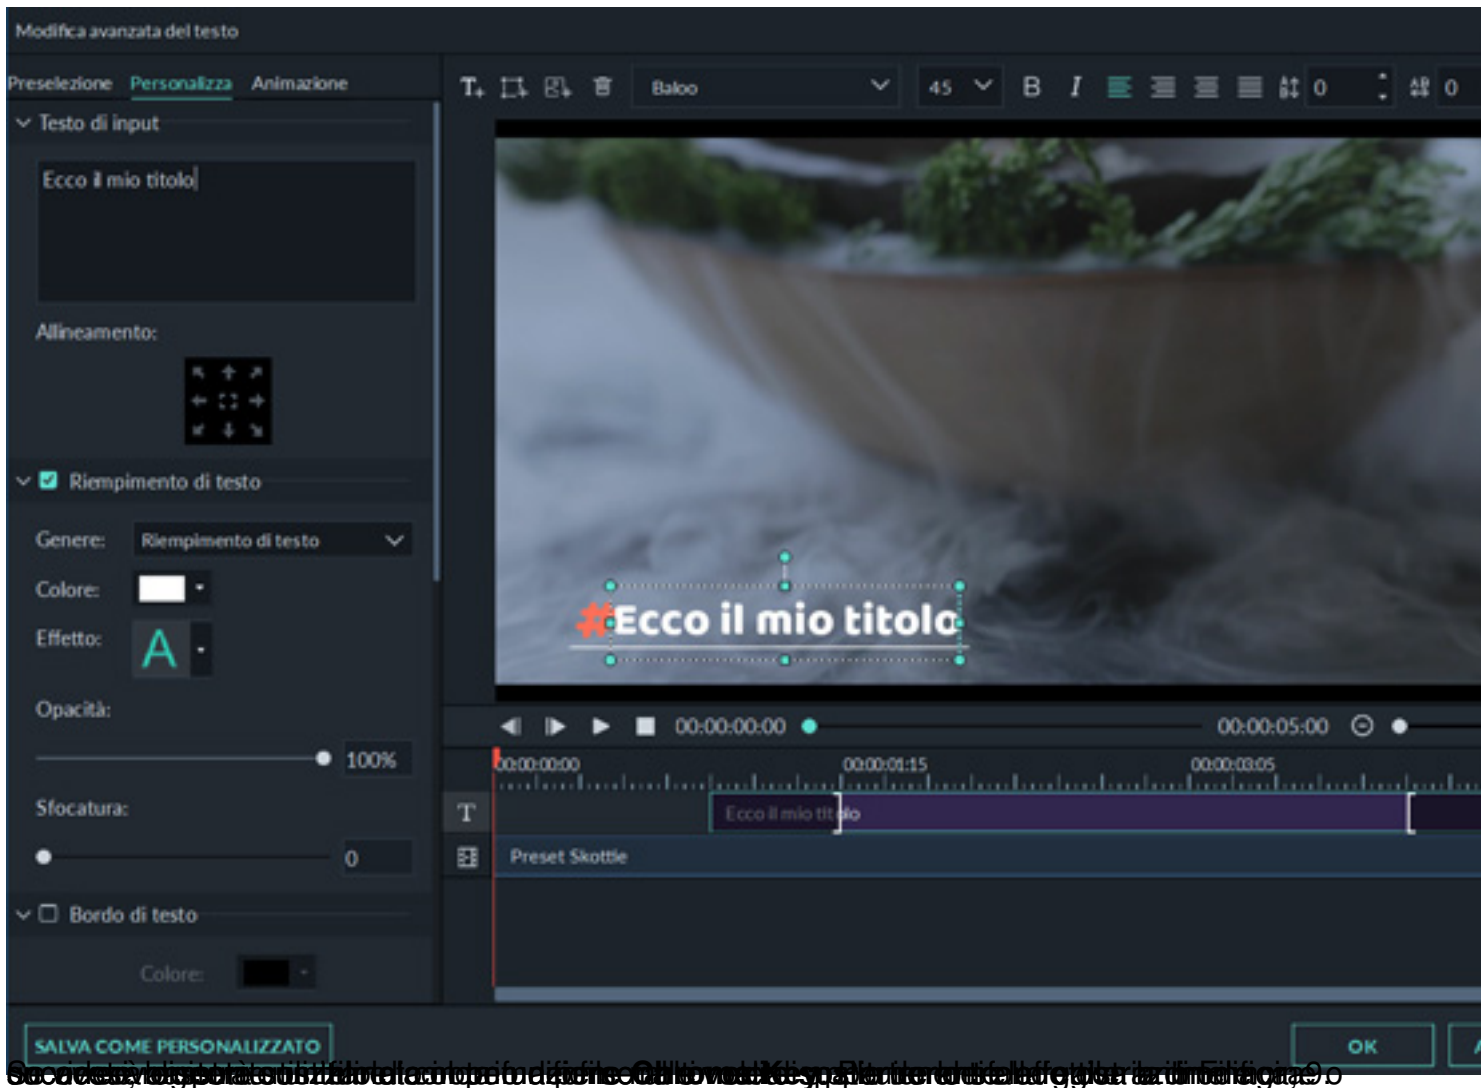 Modifica avanzata del testo
Preselezione Personalizza Animazione
Baloo 45 B I 0 0
Testo di input
Ecco il mio titolo
Allineamento:
Riempimento di testo
Genere: Riempimento di testo
Colore:
Effetto: A
Opacità:
100%
Sfocatura:
0
Bordo di testo
Colore:
#Ecco il mio titolo
00:00:00:00 00:00:05:00
00:00:00:00 00:00:01:15 00:00:03:05
T Ecco il mio titolo
Preset Skottie
SALVA COME PERSONALIZZATO OK